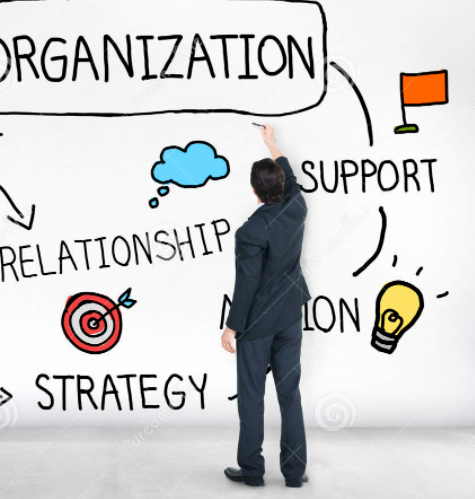 ORGANIZATION
SUPPORT
RELATIONSHIP
STRATEGY